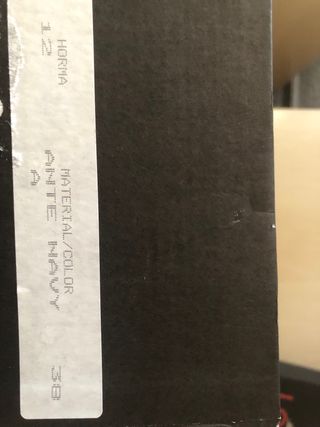 HORMA
12
MATERIAL/COLOR
ANTE NAVY
A
38